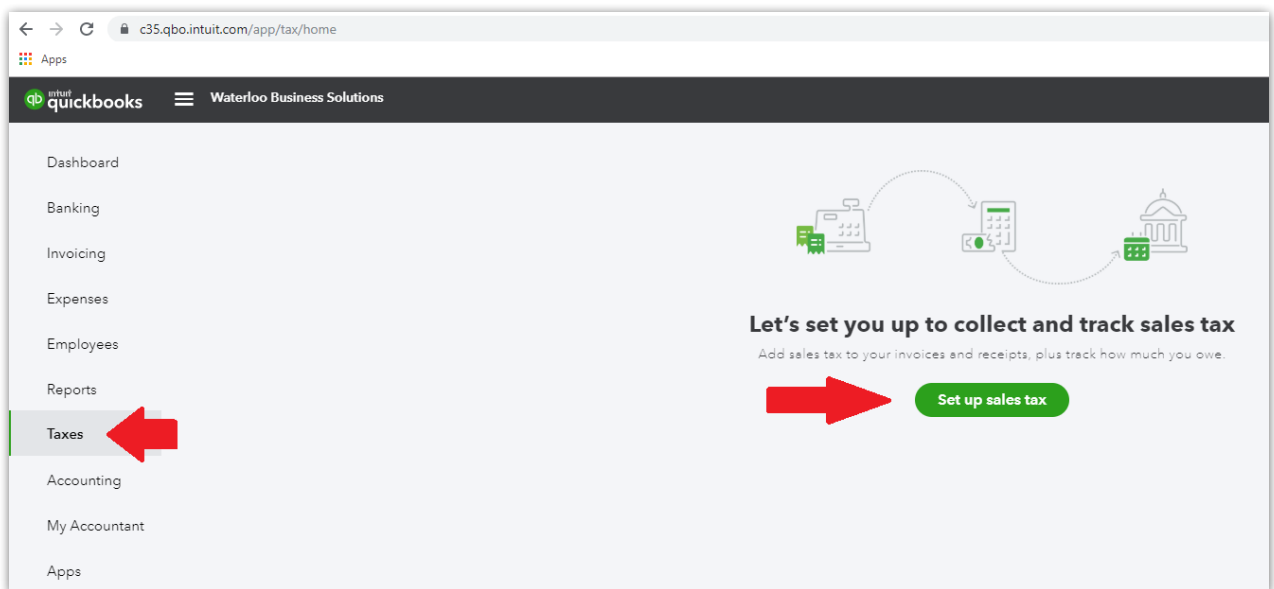 c35.qbo.intuit.com/app/tax/home
Apps
qb intuit quickbooks Waterloo Business Solutions
Dashboard
Banking
Invoicing
Expenses
Employees
Reports
Taxes
Accounting
My Accountant
Apps
Let's set you up to collect and track sales tax
Add sales tax to your invoices and receipts, plus track how much you owe.
Set up sales tax